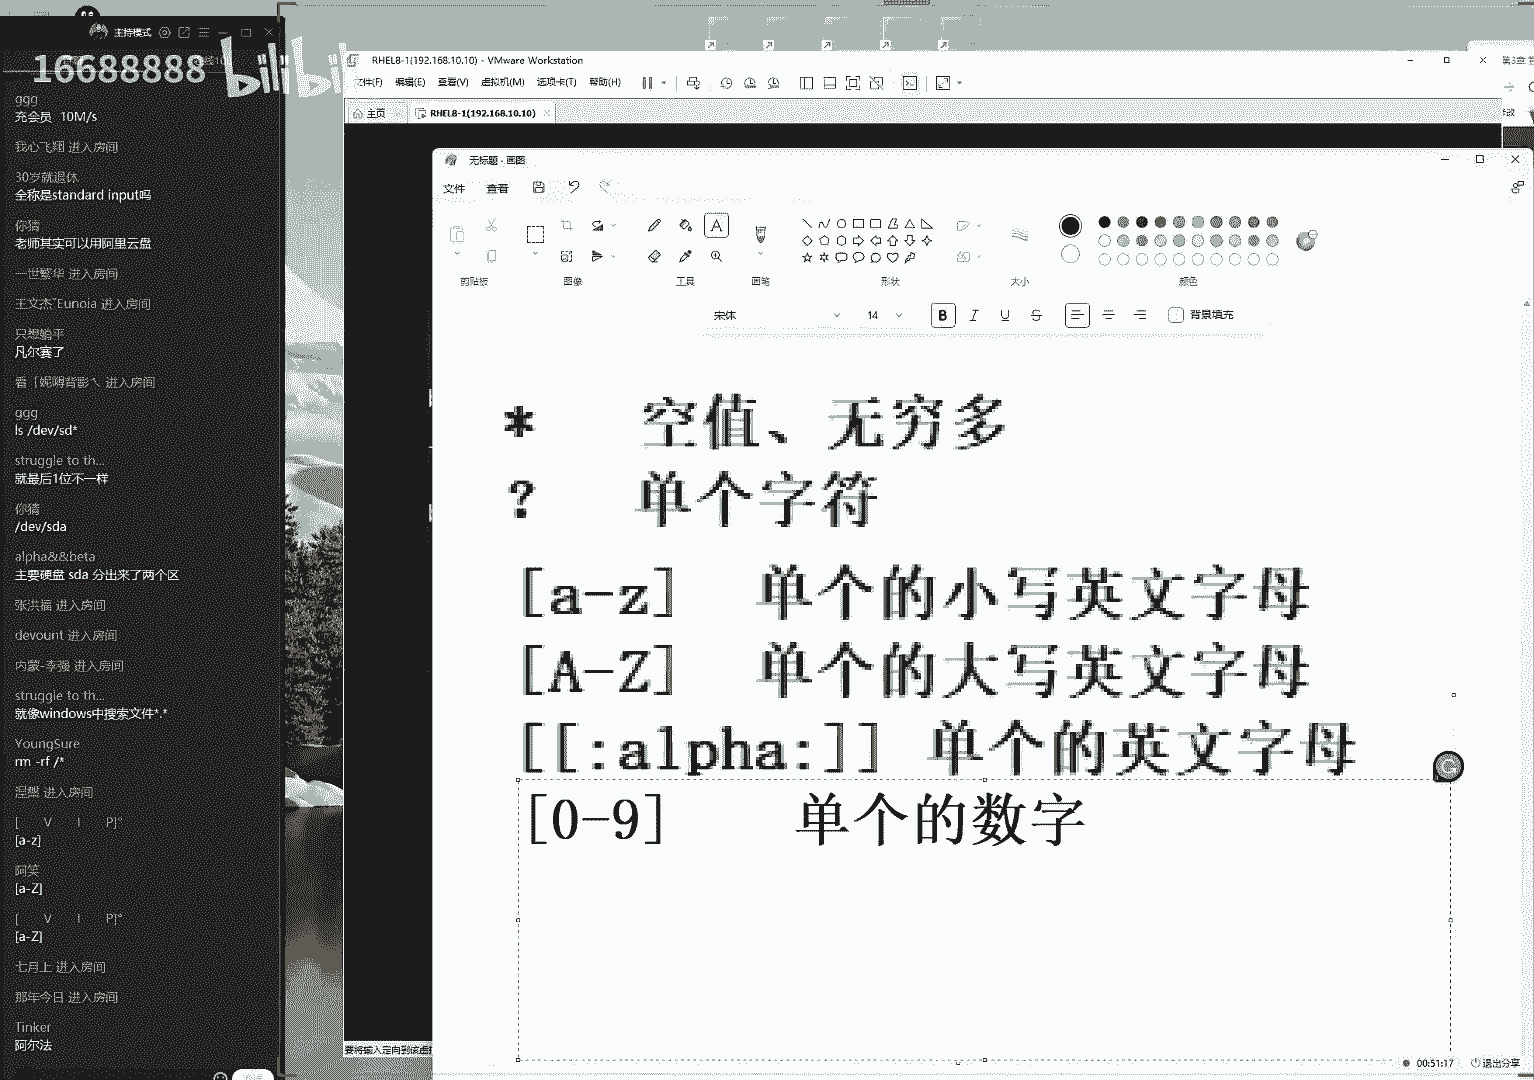 主持模式
16688888
bilibili
ggg
充会员 10M/s
我心飞翔 进入房间
30岁就退休
全称是standard input吗
你猜
老师其实可以用阿里云盘
一世繁华 进入房间
王文杰~Eunoia 进入房间
只想躺平
凡尔赛了
进入房间
ggg
ls /dev/sd*
struggle to th...
就最后1位不一样
你猜
/dev/sda
alpha&&beta
主要硬盘 sda 分出来了两个区
张洪福 进入房间
devount 进入房间
内蒙-李强 进入房间
struggle to th...
就像windows中搜索文件*.*
YoungSure
rm -rf /*
涅盤 进入房间
[ V I P]°
[a-z]
阿笑
[a-Z]
[ V I P]°
[a-Z]
七月上 进入房间
那年今日 进入房间
Tinker
阿尔法
RHEL8-1(192.168.10.10) - VMware Workstation
文件(F) 编辑(E) 查看(V) 虚拟机(M) 选项卡(T) 帮助(H)
主页 RHEL8-1(192.168.10.10)
无标题 - 画图
文件 查看
剪贴板 图像 工具 画笔 形状 大小 颜色
宋体 14 B I U S 背景填充
* 空值、无穷多
? 单个字符
[a-z] 单个的小写英文字母
[A-Z] 单个的大写英文字母
[[:alpha:]] 单个的英文字母
[0-9] 单个的数字
要将输入定向到该虚
00:51:17 退出分享